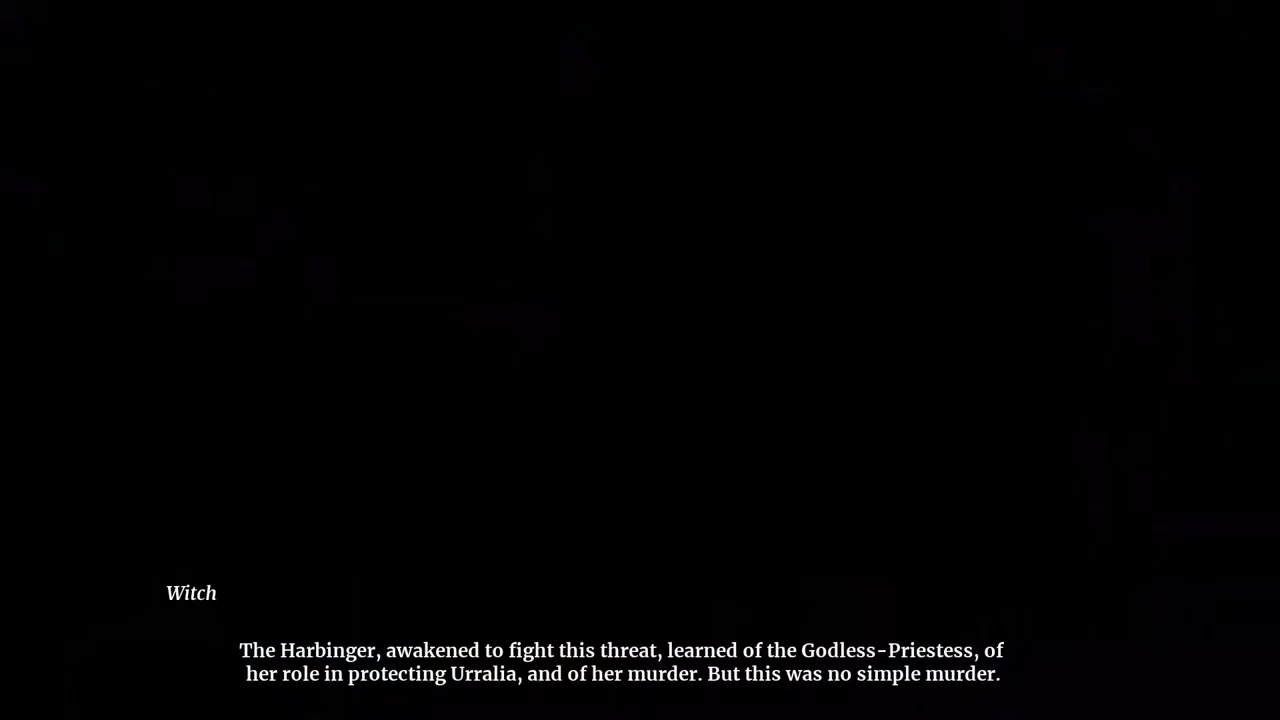 Witch
The Harbinger, awakened to fight this threat, learned of the Godless-Priestess, of
her role in protecting Urralia, and of her murder. But this was no simple murder.